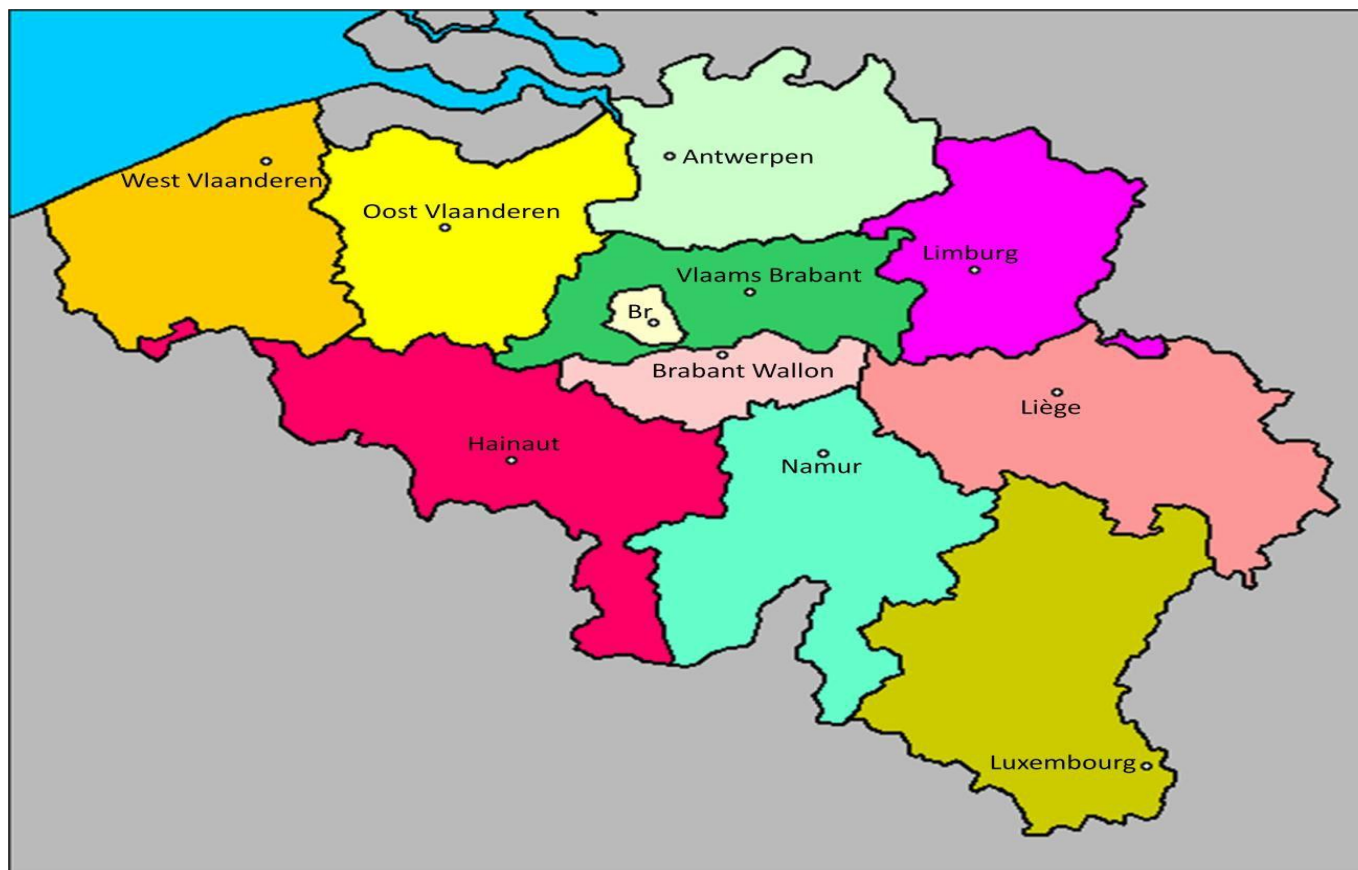 Antwerpen
West Vlaanderen
Oost Vlaanderen
Limburg
Vlaams Brabant
Br
Brabant Wallon
Liège
Hainaut
Namur
Luxembourg